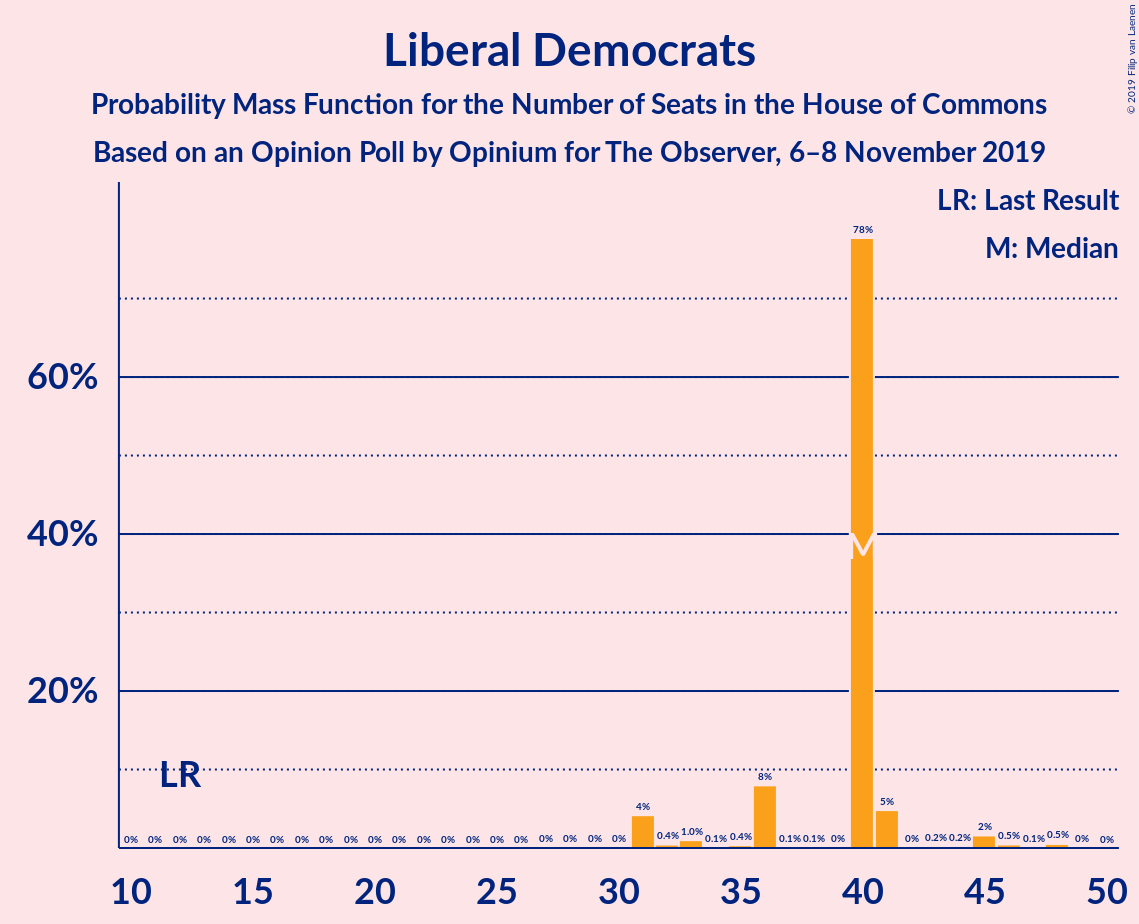 Liberal Democrats
Probability Mass Function for the Number of Seats in the House of Commons
Based on an Opinion Poll by Opinium for The Observer, 6–8 November 2019
© 2019 Filip van Laenen
LR: Last Result
M: Median
78%
60%
40%
M
20%
LR
8%
4%
5%
0% 0% 0% 0% 0% 0% 0% 0% 0% 0% 0% 0% 0% 0% 0% 0% 0% 0% 0% 0% 0% 0.4% 1.0% 0.1% 0.4% 0.1% 0.1% 0% 0% 0.2% 0.2% 2% 0.5% 0.1% 0.5% 0% 0%
10 15 20 25 30 35 40 45 50